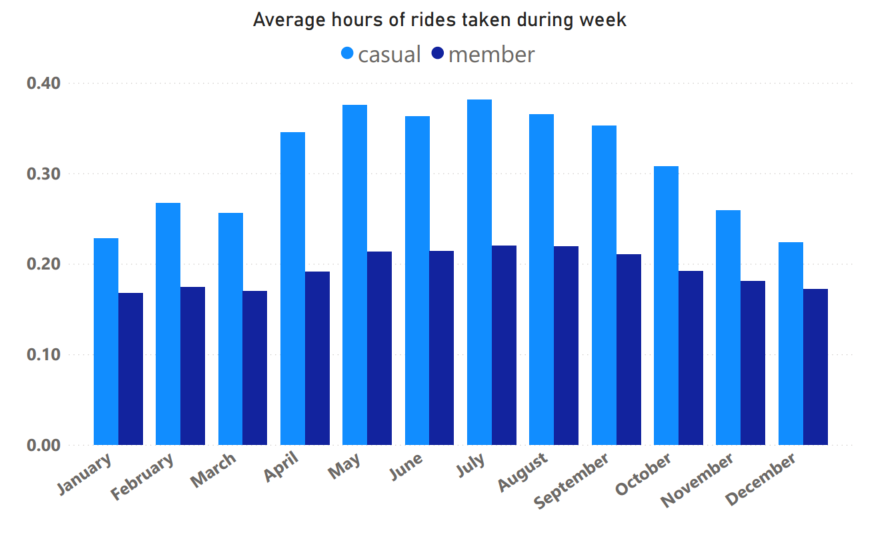 Average hours of rides taken during week
casual member
0.40
0.30
0.20
0.10
0.00
January February March April May June July August September October November December